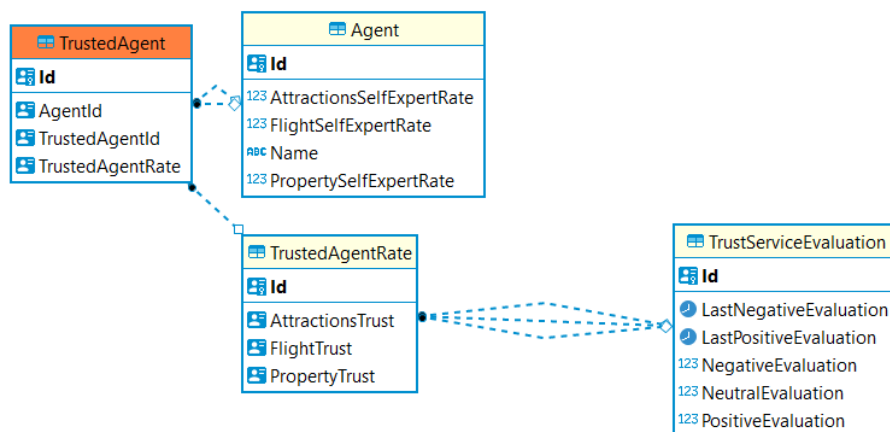 TrustedAgent
Id
AgentId
TrustedAgentId
TrustedAgentRate
Agent
Id
123 AttractionsSelfExpertRate
123 FlightSelfExpertRate
ABC Name
123 PropertySelfExpertRate
TrustedAgentRate
Id
AttractionsTrust
FlightTrust
PropertyTrust
TrustServiceEvaluation
Id
LastNegativeEvaluation
LastPositiveEvaluation
123 NegativeEvaluation
123 NeutralEvaluation
123 PositiveEvaluation